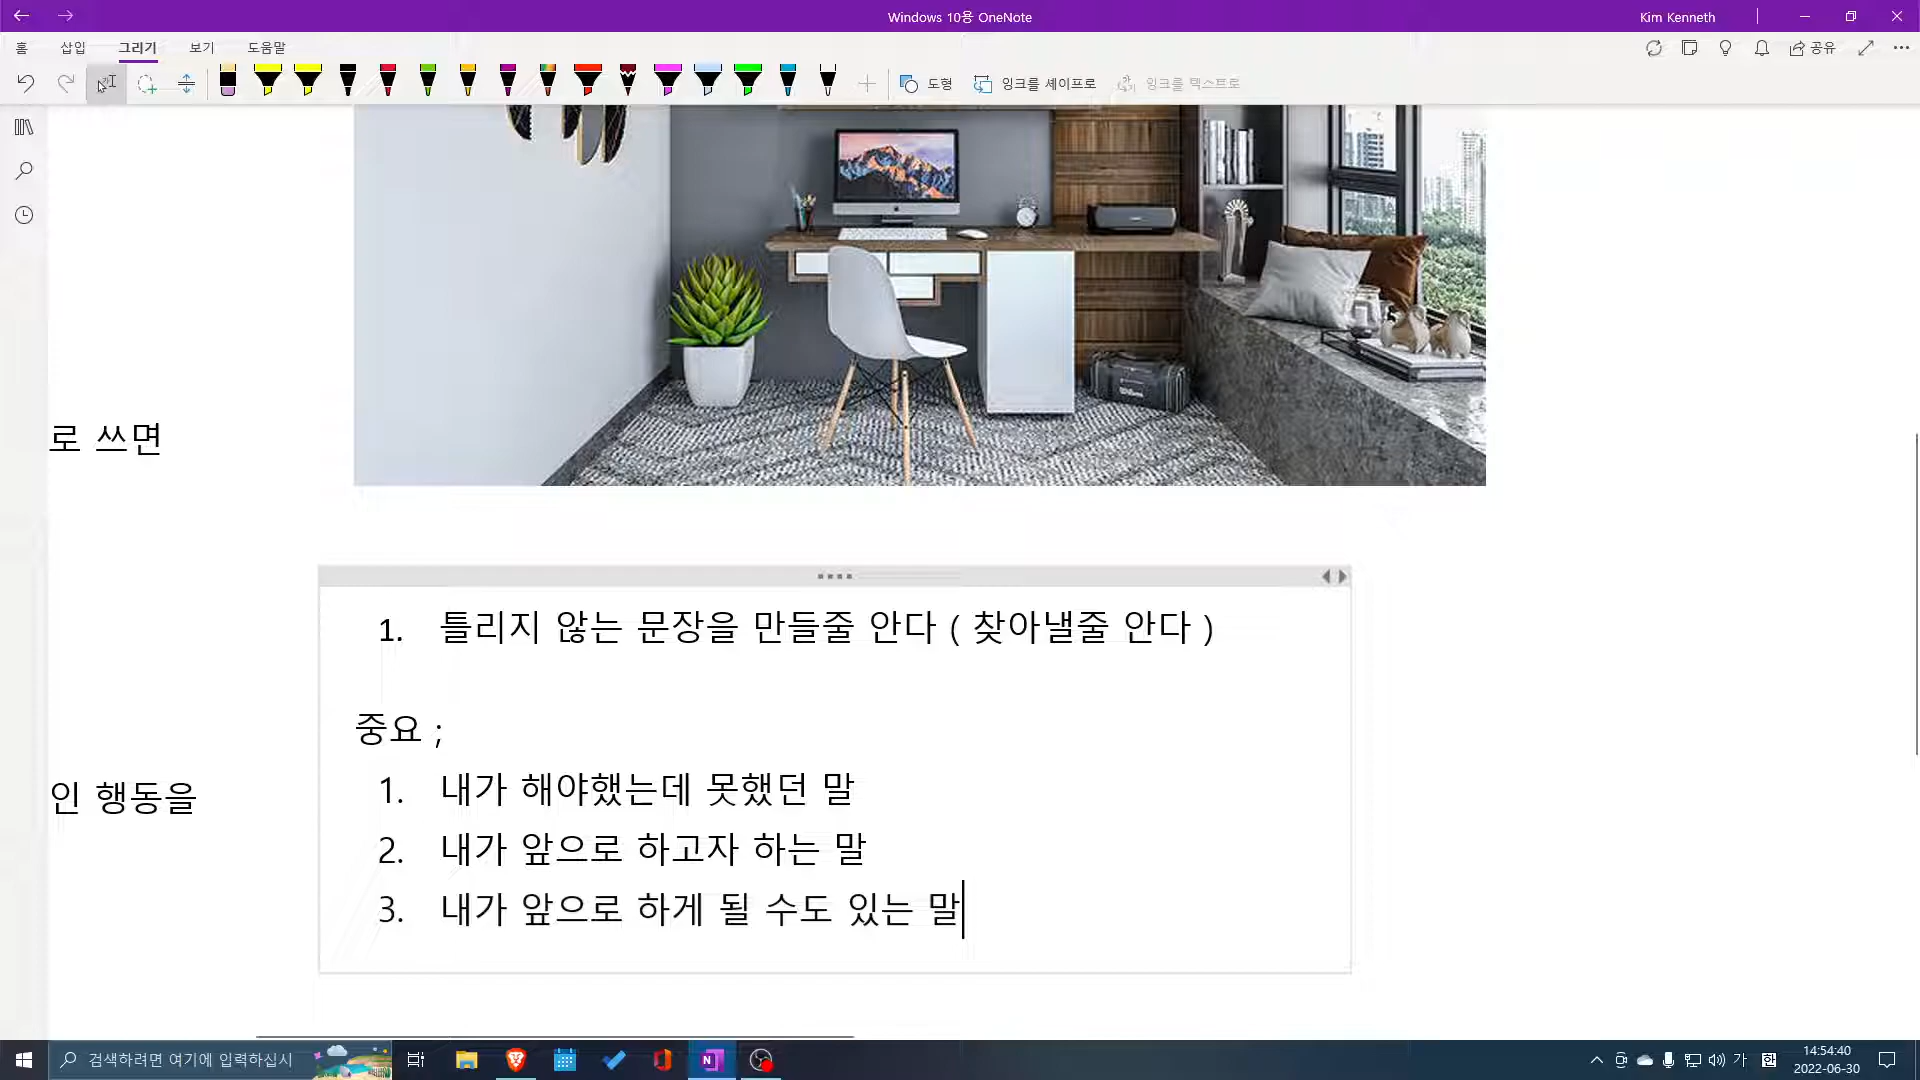 Windows 10용 OneNote
Kim Kenneth
홈 삽입 그리기 보기 도움말
공유
도형 잉크를 셰이프로 잉크를 텍스트로
로 쓰면
인 행동을
1. 틀리지 않는 문장을 만들줄 안다 ( 찾아낼줄 안다 )
중요 ;
1. 내가 해야했는데 못했던 말
2. 내가 앞으로 하고자 하는 말
3. 내가 앞으로 하게 될 수도 있는 말
검색하려면 여기에 입력하십시
가 한 14:54:40
2022-06-30